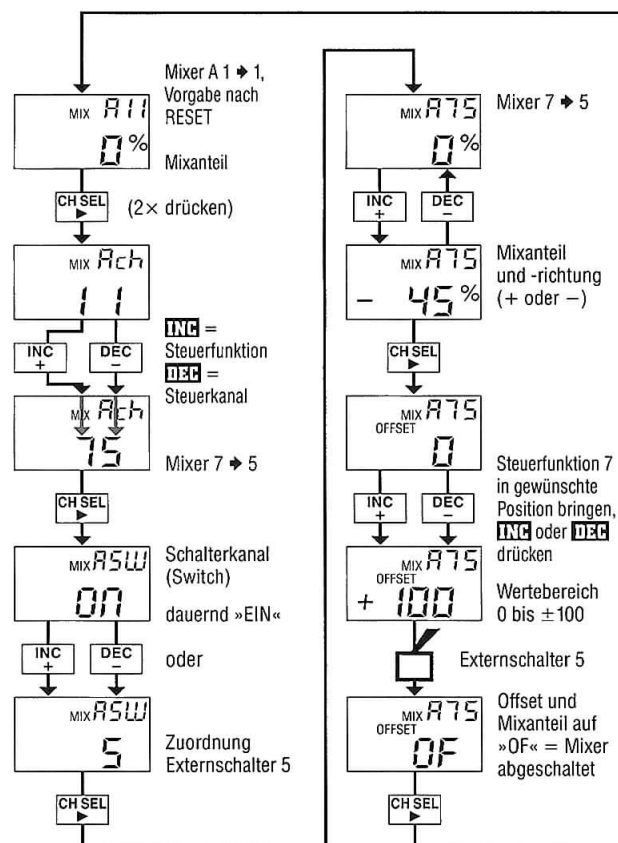 Mixer A 1 ➧ 1,
Vorgabe nach
RESET
MIX A11
0 %
Mixanteil
CH SEL
▶
(2× drücken)
MIX Ach
1 1
INC
+
DEC
−
INC =
Steuerfunktion
DEC =
Steuerkanal
MIX Ach
75
Mixer 7 ➧ 5
CH SEL
▶
MIX ASW
ON
Schalterkanal
(Switch)
dauernd »EIN«
INC
+
DEC
−
oder
MIX ASW
5
Zuordnung
Externschalter 5
CH SEL
▶
MIX A75
0 %
Mixer 7 ➧ 5
INC
+
DEC
−
MIX A75
− 45 %
Mixanteil
und -richtung
(+ oder −)
CH SEL
▶
MIX A75
OFFSET
0
INC
+
DEC
−
Steuerfunktion 7
in gewünschte
Position bringen,
INC oder DEC
drücken
MIX A75
OFFSET
+ 100
Wertebereich
0 bis ±100
Externschalter 5
MIX A75
OFFSET
OF
Offset und
Mixanteil auf
»OF« = Mixer
abgeschaltet
CH SEL
▶